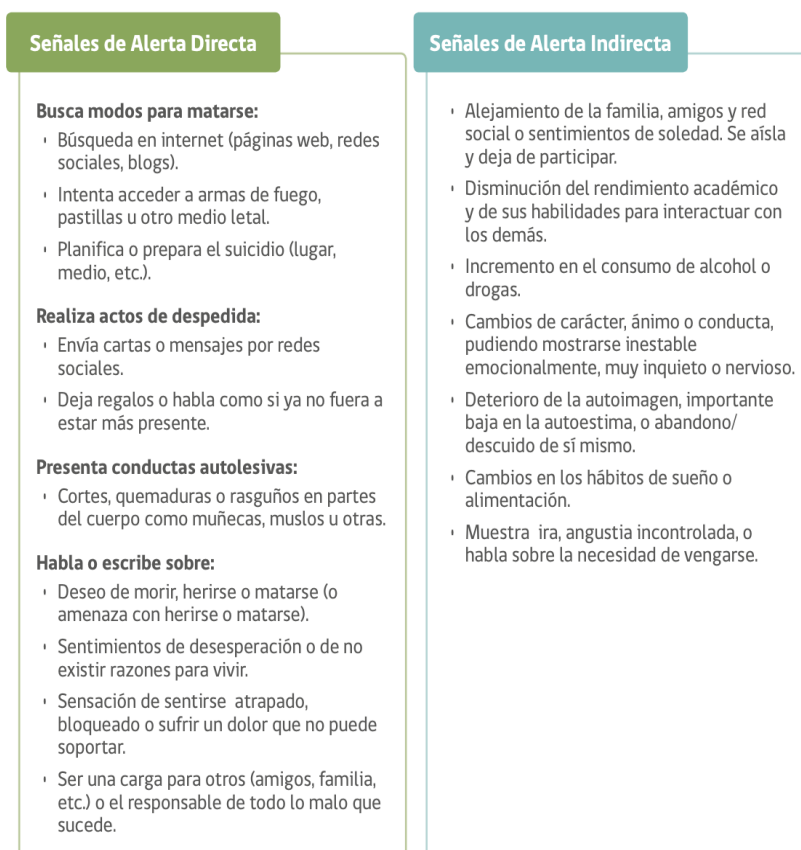 Señales de Alerta Directa
Busca modos para matarse:
Búsqueda en internet (páginas web, redes
sociales, blogs).
Intenta acceder a armas de fuego,
pastillas u otro medio letal.
Planifica o prepara el suicidio (lugar,
medio, etc.).
Realiza actos de despedida:
Envía cartas o mensajes por redes
sociales.
Deja regalos o habla como si ya no fuera a
estar más presente.
Presenta conductas autolesivas:
Cortes, quemaduras o rasguños en partes
del cuerpo como muñecas, muslos u otras.
Habla o escribe sobre:
Deseo de morir, herirse o matarse (o
amenaza con herirse o matarse).
Sentimientos de desesperación o de no
existir razones para vivir.
Sensación de sentirse atrapado,
bloqueado o sufrir un dolor que no puede
soportar.
Ser una carga para otros (amigos, familia,
etc.) o el responsable de todo lo malo que
sucede.
Señales de Alerta Indirecta
Alejamiento de la familia, amigos y red
social o sentimientos de soledad. Se aísla
y deja de participar.
Disminución del rendimiento académico
y de sus habilidades para interactuar con
los demás.
Incremento en el consumo de alcohol o
drogas.
Cambios de carácter, ánimo o conducta,
pudiendo mostrarse inestable
emocionalmente, muy inquieto o nervioso.
Deterioro de la autoimagen, importante
baja en la autoestima, o abandono/
descuido de sí mismo.
Cambios en los hábitos de sueño o
alimentación.
Muestra ira, angustia incontrolada, o
habla sobre la necesidad de vengarse.